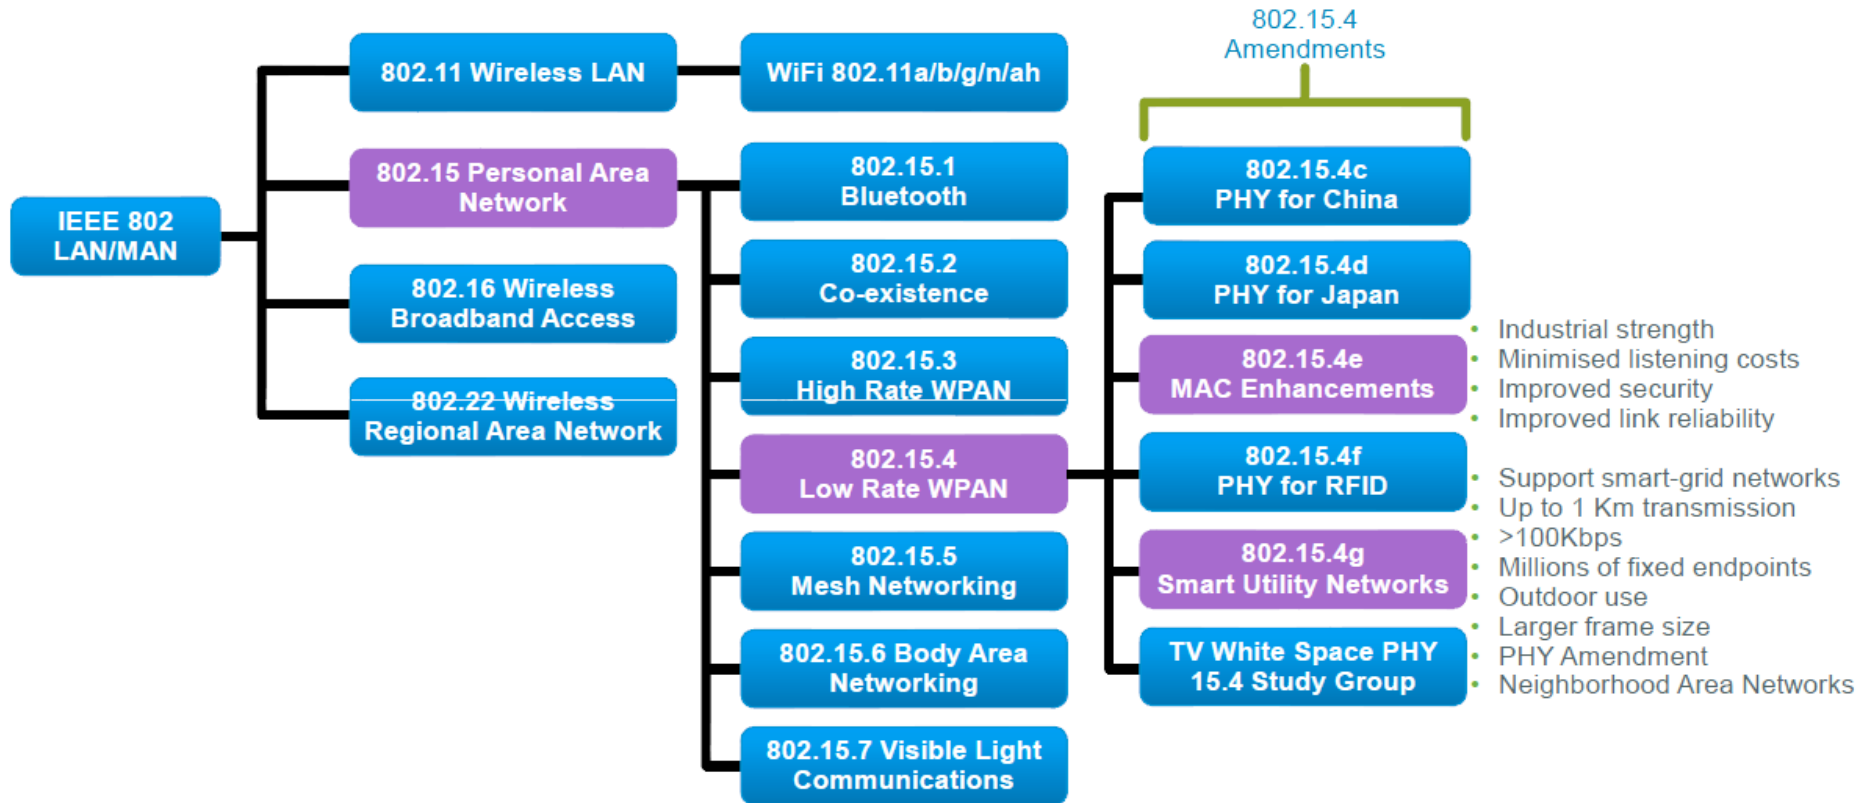 802.15.4
Amendments
802.11 Wireless LAN
WiFi 802.11a/b/g/n/ah
802.15 Personal Area
Network
IEEE 802
LAN/MAN
802.16 Wireless
Broadband Access
802.22 Wireless
Regional Area Network
802.15.1
Bluetooth
802.15.2
Co-existence
802.15.3
High Rate WPAN
802.15.4
Low Rate WPAN
802.15.5
Mesh Networking
802.15.6 Body Area
Networking
802.15.7 Visible Light
Communications
802.15.4c
PHY for China
802.15.4d
PHY for Japan
802.15.4e
MAC Enhancements
802.15.4f
PHY for RFID
802.15.4g
Smart Utility Networks
TV White Space PHY
15.4 Study Group
• Industrial strength
• Minimised listening costs
• Improved security
• Improved link reliability
• Support smart-grid networks
• Up to 1 Km transmission
• >100Kbps
• Millions of fixed endpoints
• Outdoor use
• Larger frame size
• PHY Amendment
• Neighborhood Area Networks